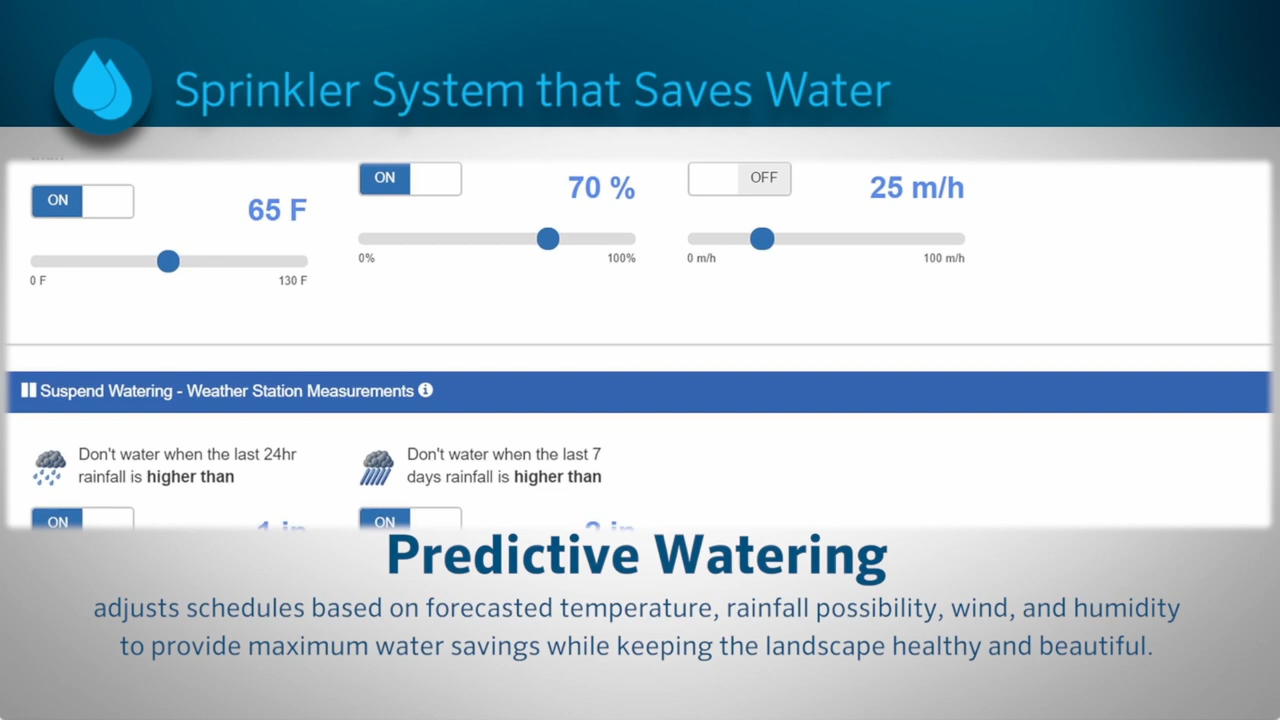 Sprinkler System that Saves Water
ON
65 F
0 F
130 F
ON
70 %
0%
100%
OFF
25 m/h
0 m/h
100 m/h
Suspend Watering - Weather Station Measurements
Don't water when the last 24hr
rainfall is higher than
ON
1 in
Don't water when the last 7
days rainfall is higher than
ON
Predictive Watering
adjusts schedules based on forecasted temperature, rainfall possibility, wind, and humidity
to provide maximum water savings while keeping the landscape healthy and beautiful.